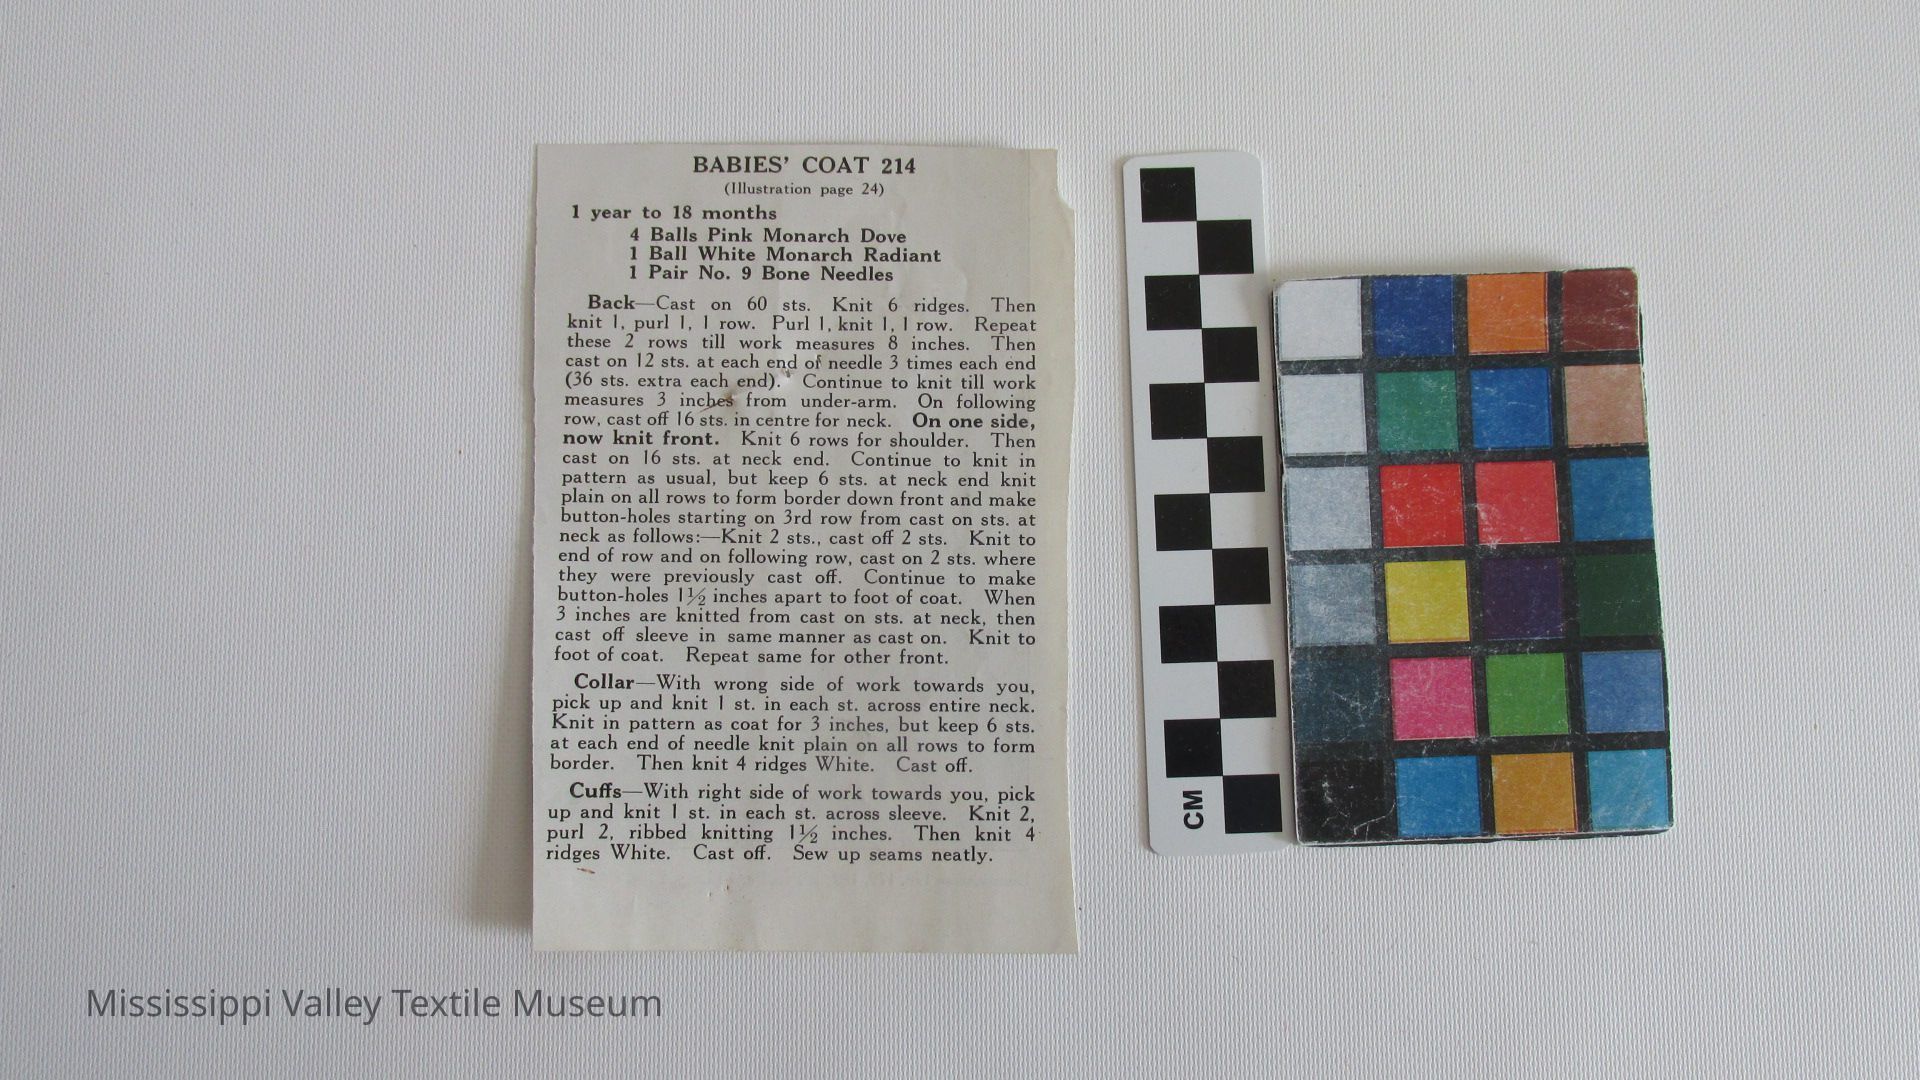 BABIES' COAT 214
(Illustration page 24)
1 year to 18 months
4 Balls Pink Monarch Dove
1 Ball White Monarch Radiant
1 Pair No. 9 Bone Needles
Back—Cast on 60 sts. Knit 6 ridges. Then
knit 1, purl 1, 1 row. Purl 1, knit 1, 1 row. Repeat
these 2 rows till work measures 8 inches. Then
cast on 12 sts. at each end of needle 3 times each end
(36 sts. extra each end). Continue to knit till work
measures 3 inches from under-arm. On following
row, cast off 16 sts. in centre for neck. On one side,
now knit front. Knit 6 rows for shoulder. Then
cast on 16 sts. at neck end. Continue to knit in
pattern as usual, but keep 6 sts. at neck end knit
plain on all rows to form border down front and make
button-holes starting on 3rd row from cast on sts. at
neck as follows:—Knit 2 sts., cast off 2 sts. Knit to
end of row and on following row, cast on 2 sts. where
they were previously cast off. Continue to make
button-holes 1½ inches apart to foot of coat. When
3 inches are knitted from cast on sts. at neck, then
cast off sleeve in same manner as cast on. Knit to
foot of coat. Repeat same for other front.
Collar—With wrong side of work towards you,
pick up and knit 1 st. in each st. across entire neck.
Knit in pattern as coat for 3 inches, but keep 6 sts.
at each end of needle knit plain on all rows to form
border. Then knit 4 ridges White. Cast off.
Cuffs—With right side of work towards you, pick
up and knit 1 st. in each st. across sleeve. Knit 2,
purl 2, ribbed knitting 1½ inches. Then knit 4
ridges White. Cast off. Sew up seams neatly.
CM
Mississippi Valley Textile Museum